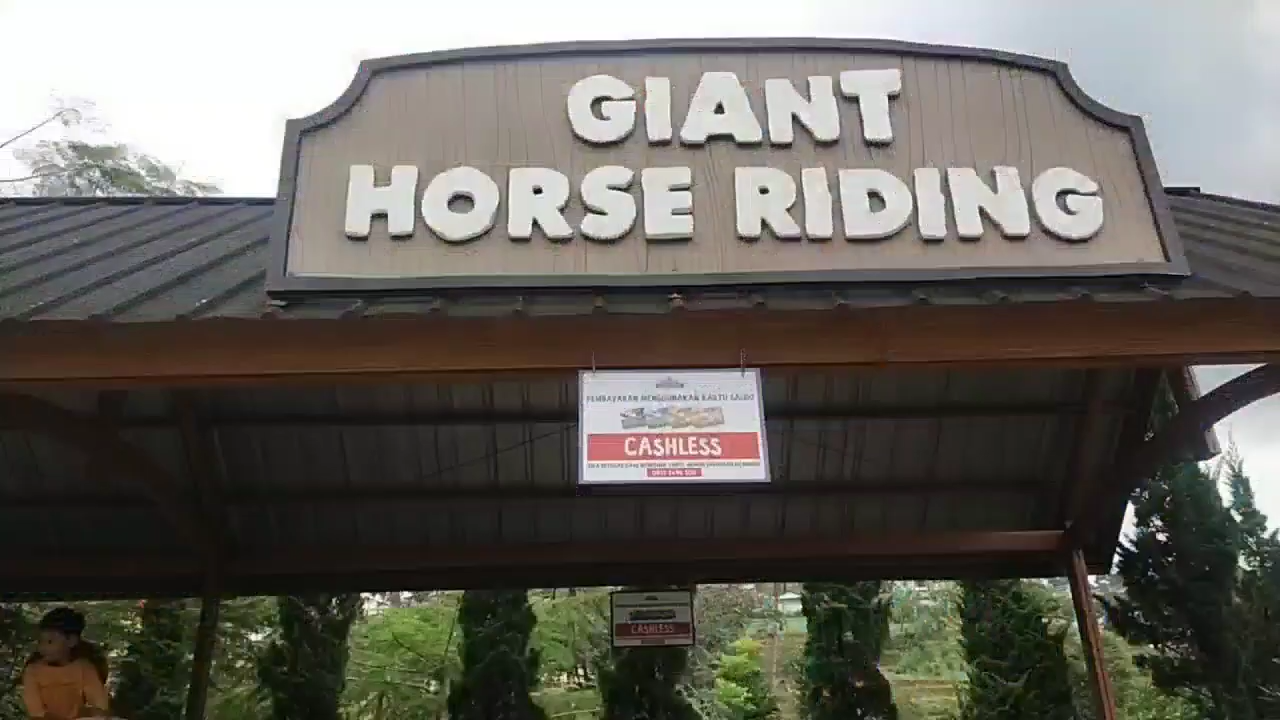 GIANT
HORSE RIDING
PEMBAYARAN MENGGUNAKAN KARTU SALDO
CASHLESS
CASHLESS